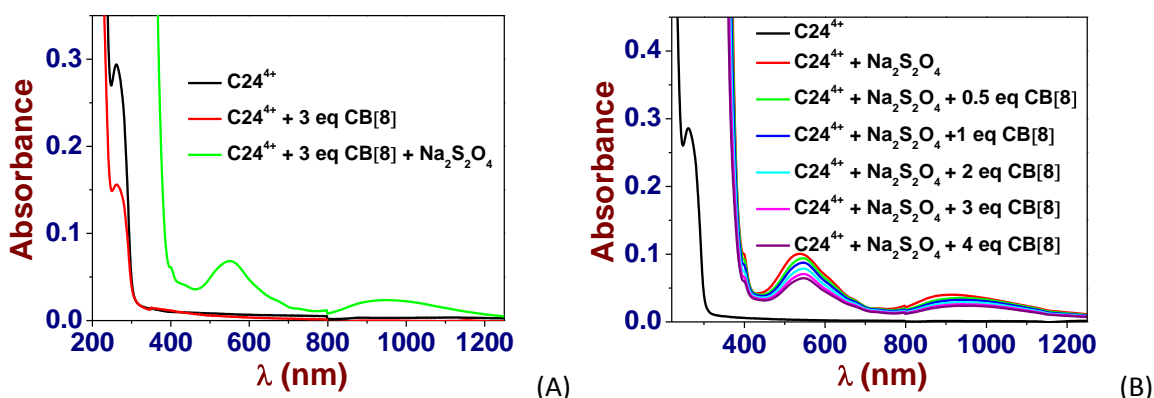 Absorbance
0.3
0.2
0.1
0.0
C24⁴⁺
C24⁴⁺ + 3 eq CB[8]
C24⁴⁺ + 3 eq CB[8] + Na₂S₂O₄
200 400 600 800 1000 1200
λ (nm)
(A)
Absorbance
0.4
0.3
0.2
0.1
0.0
C24⁴⁺
C24⁴⁺ + Na₂S₂O₄
C24⁴⁺ + Na₂S₂O₄ + 0.5 eq CB[8]
C24⁴⁺ + Na₂S₂O₄ +1 eq CB[8]
C24⁴⁺ + Na₂S₂O₄ + 2 eq CB[8]
C24⁴⁺ + Na₂S₂O₄ + 3 eq CB[8]
C24⁴⁺ + Na₂S₂O₄ + 4 eq CB[8]
400 600 800 1000 1200
λ (nm)
(B)